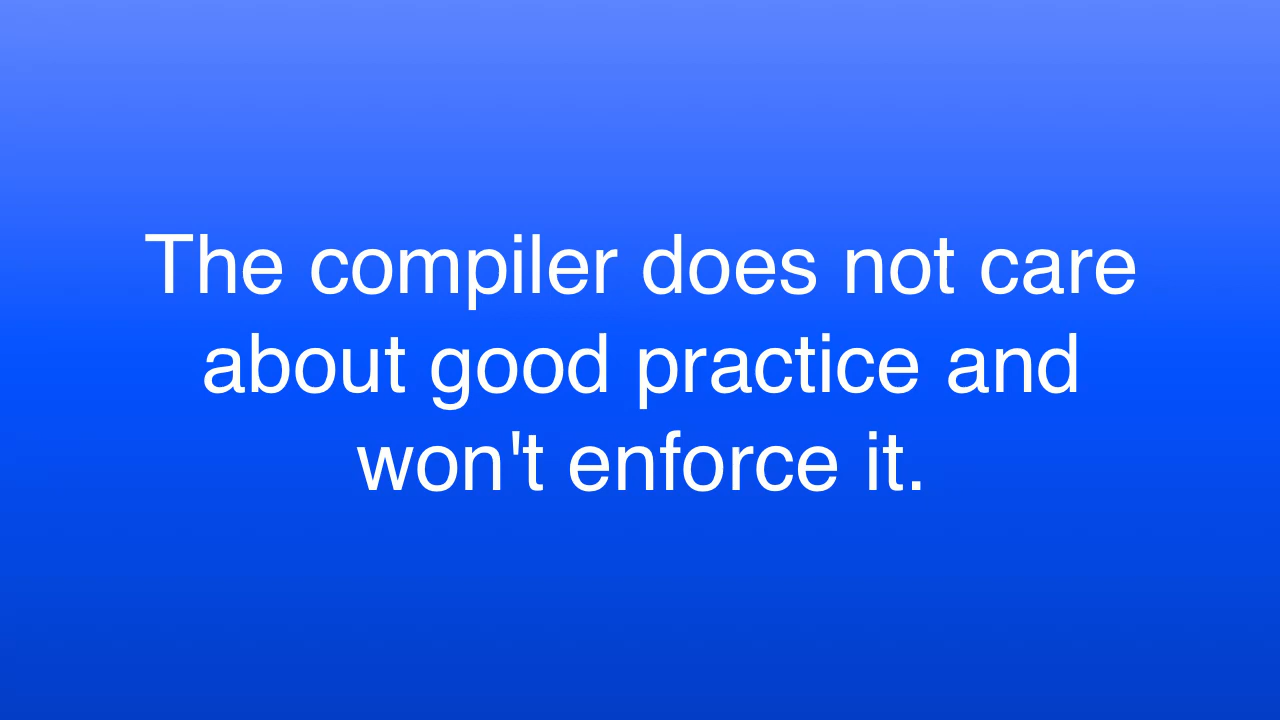 The compiler does not care
about good practice and
won't enforce it.